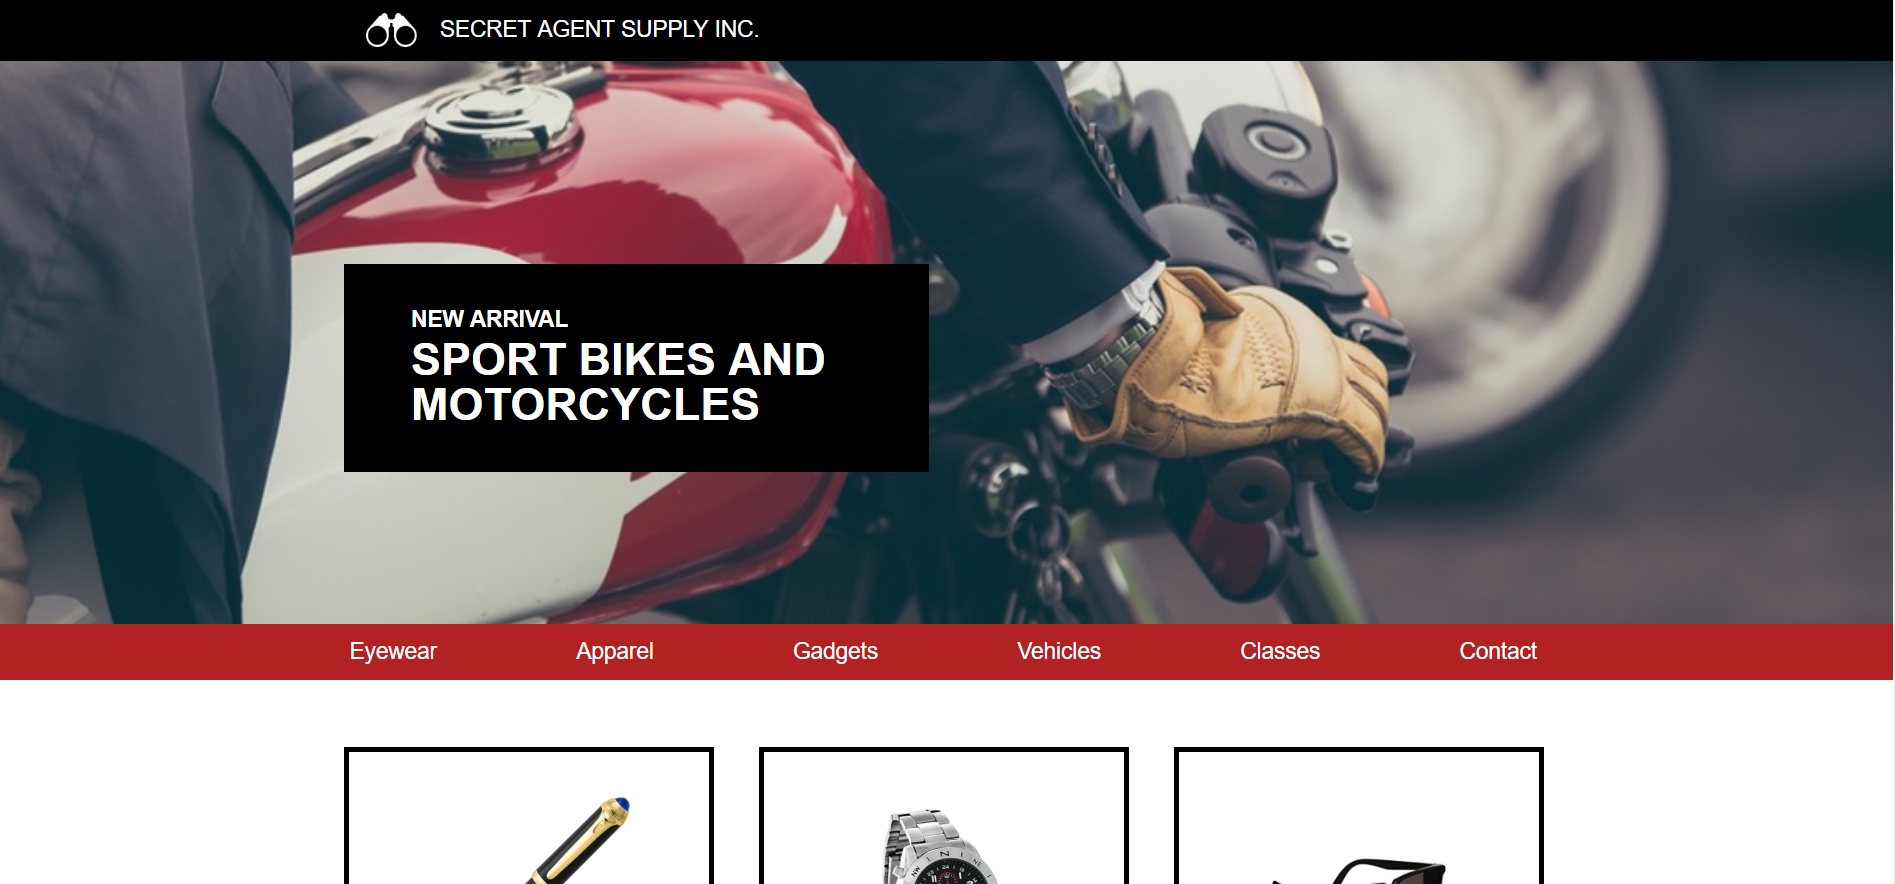 SECRET AGENT SUPPLY INC.
NEW ARRIVAL
SPORT BIKES AND
MOTORCYCLES
Eyewear Apparel Gadgets Vehicles Classes Contact